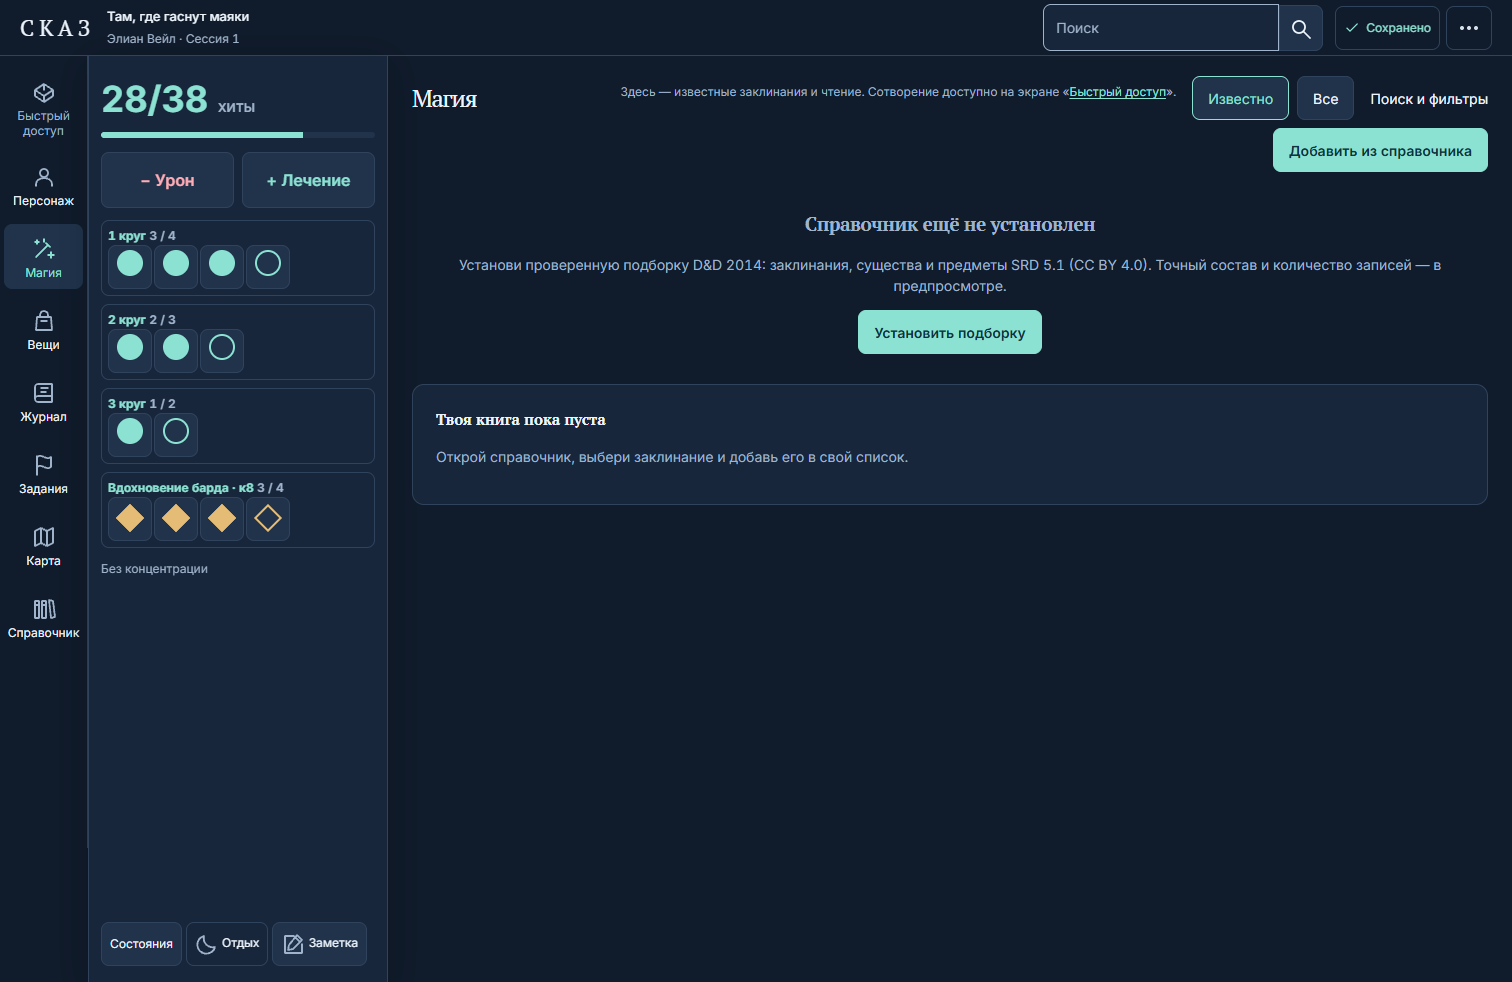 СКАЗ
Там, где гаснут маяки
Элиан Вейл · Сессия 1
Поиск
Сохранено
Быстрый
доступ
Персонаж
Магия
Вещи
Журнал
Задания
Карта
Справочник
28/38 хиты
− Урон
+ Лечение
1 круг 3 / 4
2 круг 2 / 3
3 круг 1 / 2
Вдохновение барда · к8 3 / 4
Без концентрации
Состояния
Отдых
Заметка
Магия
Здесь — известные заклинания и чтение. Сотворение доступно на экране «Быстрый доступ».
Известно
Все
Поиск и фильтры
Добавить из справочника
Справочник ещё не установлен
Установи проверенную подборку D&D 2014: заклинания, существа и предметы SRD 5.1 (CC BY 4.0). Точный состав и количество записей — в
предпросмотре.
Установить подборку
Твоя книга пока пуста
Открой справочник, выбери заклинание и добавь его в свой список.